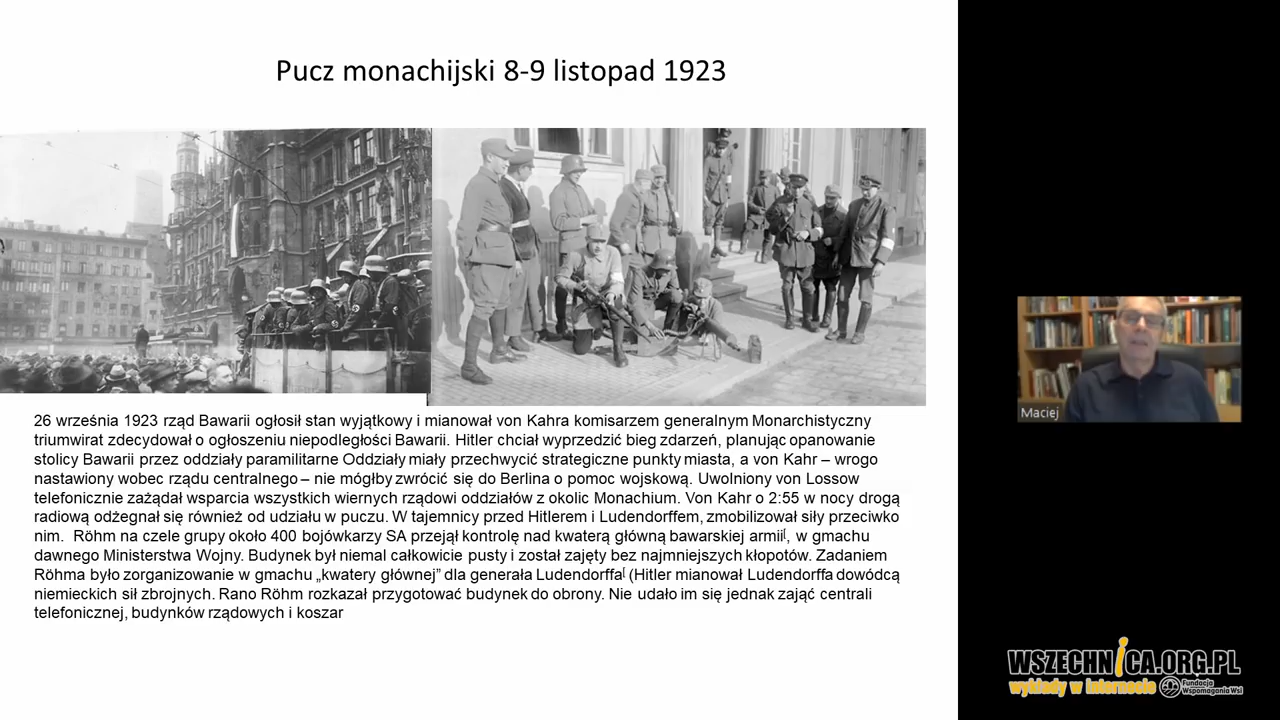 Pucz monachijski 8-9 listopad 1923
26 września 1923 rząd Bawarii ogłosił stan wyjątkowy i mianował von Kahra komisarzem generalnym Monarchistyczny
triumwirat zdecydował o ogłoszeniu niepodległości Bawarii. Hitler chciał wyprzedzić bieg zdarzeń, planując opanowanie
stolicy Bawarii przez oddziały paramilitarne Oddziały miały przechwycić strategiczne punkty miasta, a von Kahr – wrogo
nastawiony wobec rządu centralnego – nie mógłby zwrócić się do Berlina o pomoc wojskową. Uwolniony von Lossow
telefonicznie zażądał wsparcia wszystkich wiernych rządowi oddziałów z okolic Monachium. Von Kahr o 2:55 w nocy drogą
radiową odżegnał się również od udziału w puczu. W tajemnicy przed Hitlerem i Ludendorffem, zmobilizował siły przeciwko
nim. Röhm na czele grupy około 400 bojówkarzy SA przejął kontrolę nad kwaterą główną bawarskiej armii[, w gmachu
dawnego Ministerstwa Wojny. Budynek był niemal całkowicie pusty i został zajęty bez najmniejszych kłopotów. Zadaniem
Röhma było zorganizowanie w gmachu „kwatery głównej” dla generała Ludendorffa[ (Hitler mianował Ludendorffa dowódcą
niemieckich sił zbrojnych. Rano Röhm rozkazał przygotować budynek do obrony. Nie udało im się jednak zająć centrali
telefonicznej, budynków rządowych i koszar
Maciej
WSZECHNICA.ORG.PL
wykłady w internecie
Fundacja
Wspomagania Wsi